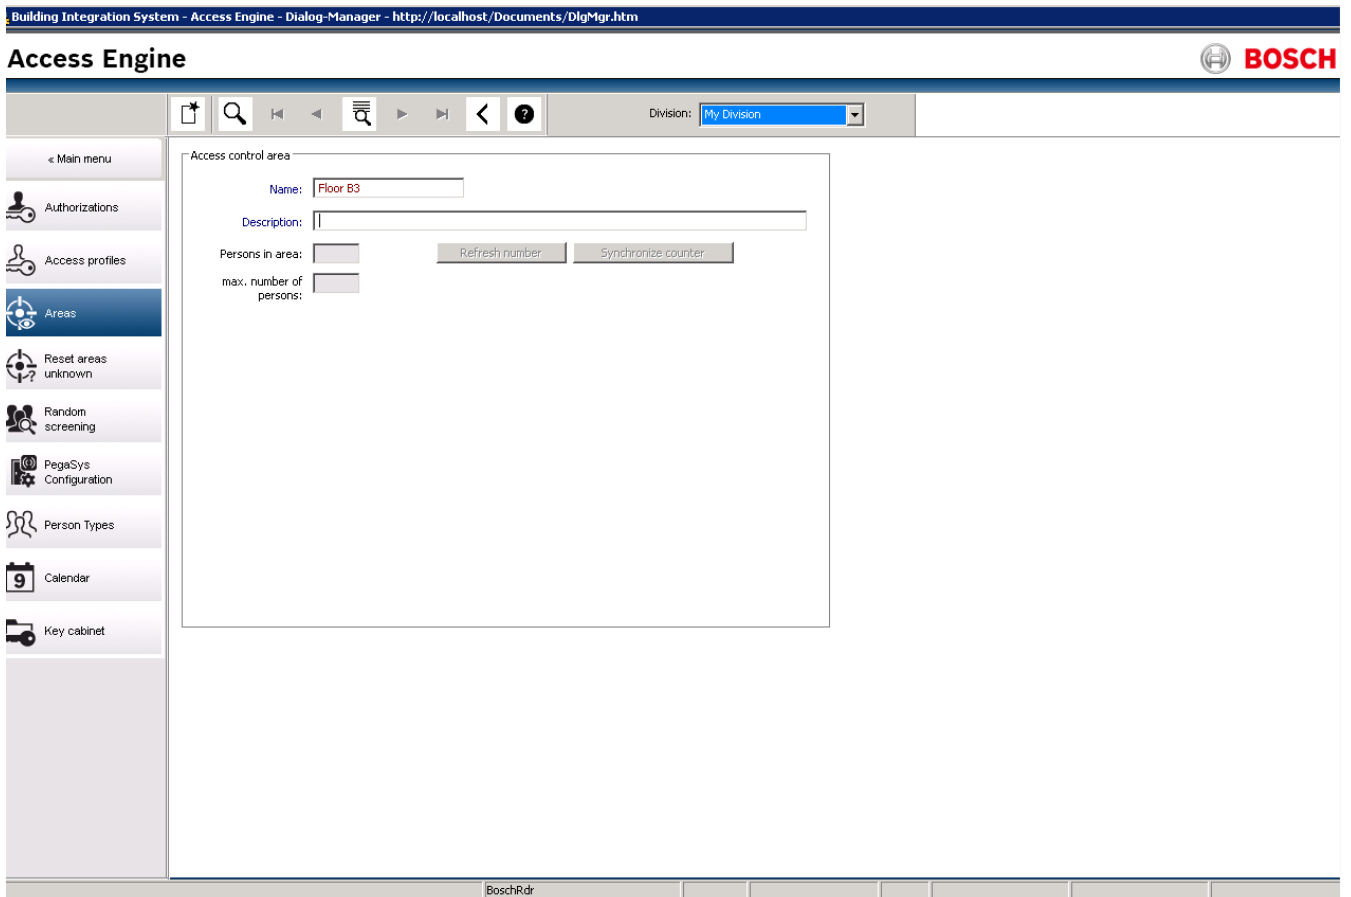 Building Integration System - Access Engine - Dialog-Manager - http://localhost/Documents/DlgMgr.htm
Access Engine
BOSCH
Division: My Division
« Main menu
Authorizations
Access profiles
Areas
Reset areas
unknown
Random
screening
PegaSys
Configuration
Person Types
9 Calendar
Key cabinet
Access control area
Name: Floor B3
Description:
Persons in area: Refresh number Synchronize counter
max. number of
persons:
BoschRdr